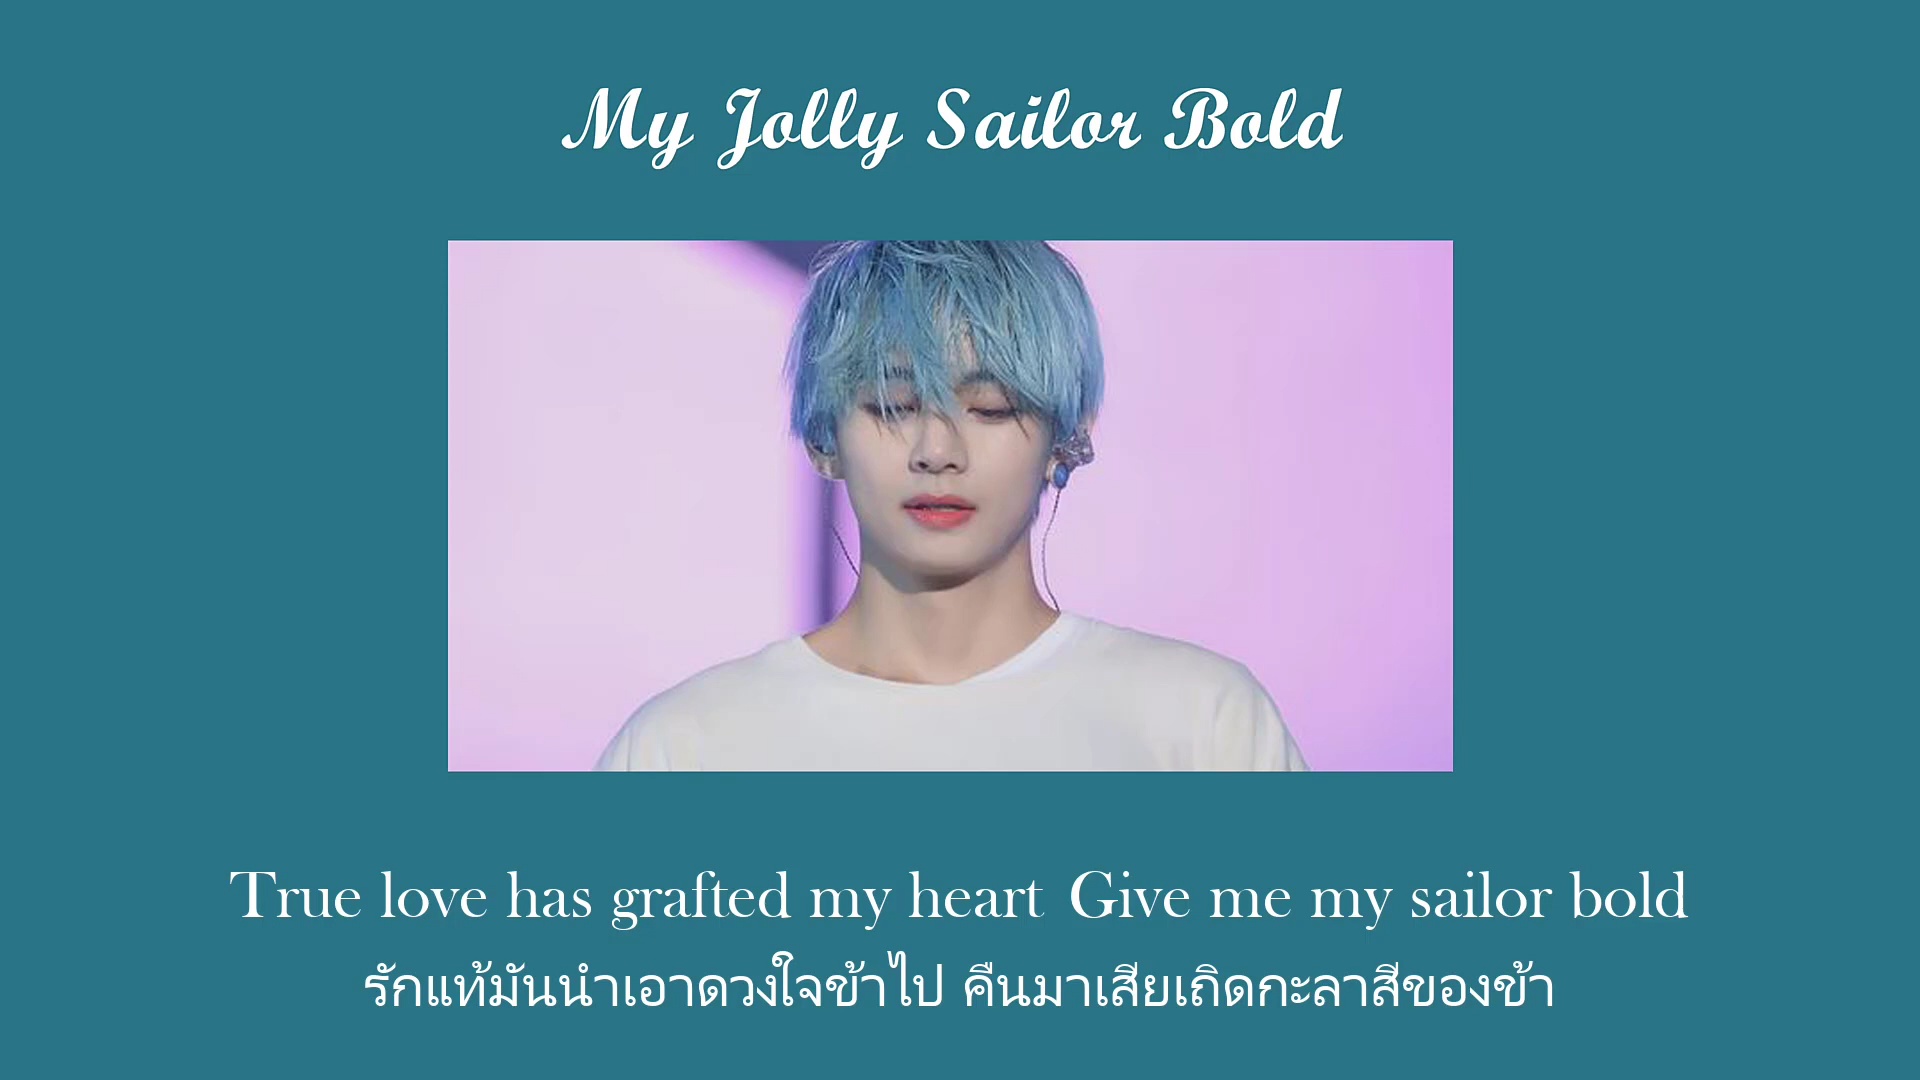 My Jolly Sailor Bold
True love has grafted my heart Give me my sailor bold
รักแท้มันนำเอาดวงใจข้าไป คืนมาเสียเถิดกะลาสีของข้า